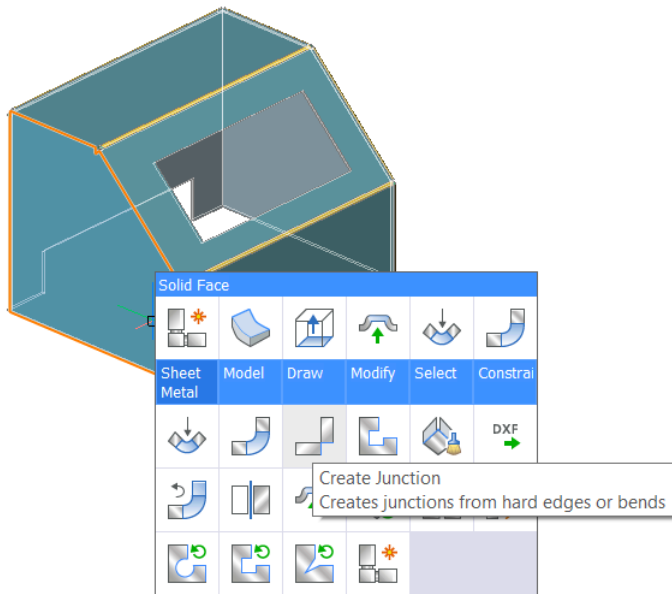 Solid Face
Sheet Metal
Model
Draw
Modify
Select
Constrai
DXF
Create Junction
Creates junctions from hard edges or bends